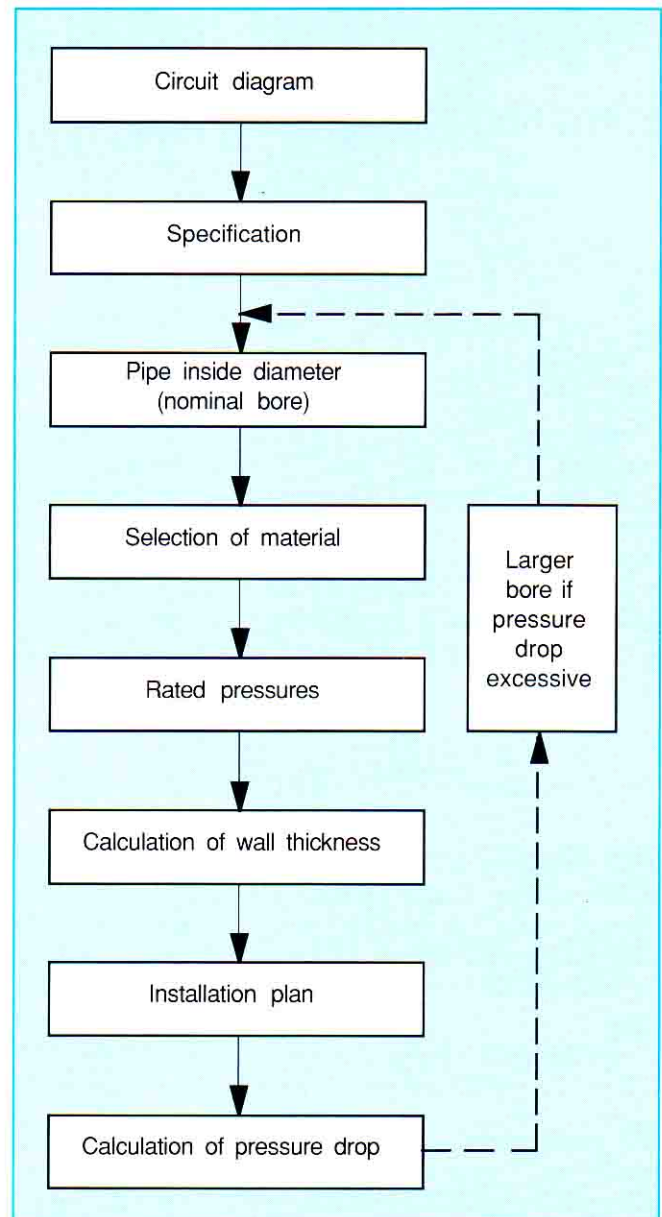 Circuit diagram
Specification
Pipe inside diameter
(nominal bore)
Selection of material
Rated pressures
Calculation of wall thickness
Installation plan
Calculation of pressure drop
Larger
bore if
pressure
drop
excessive